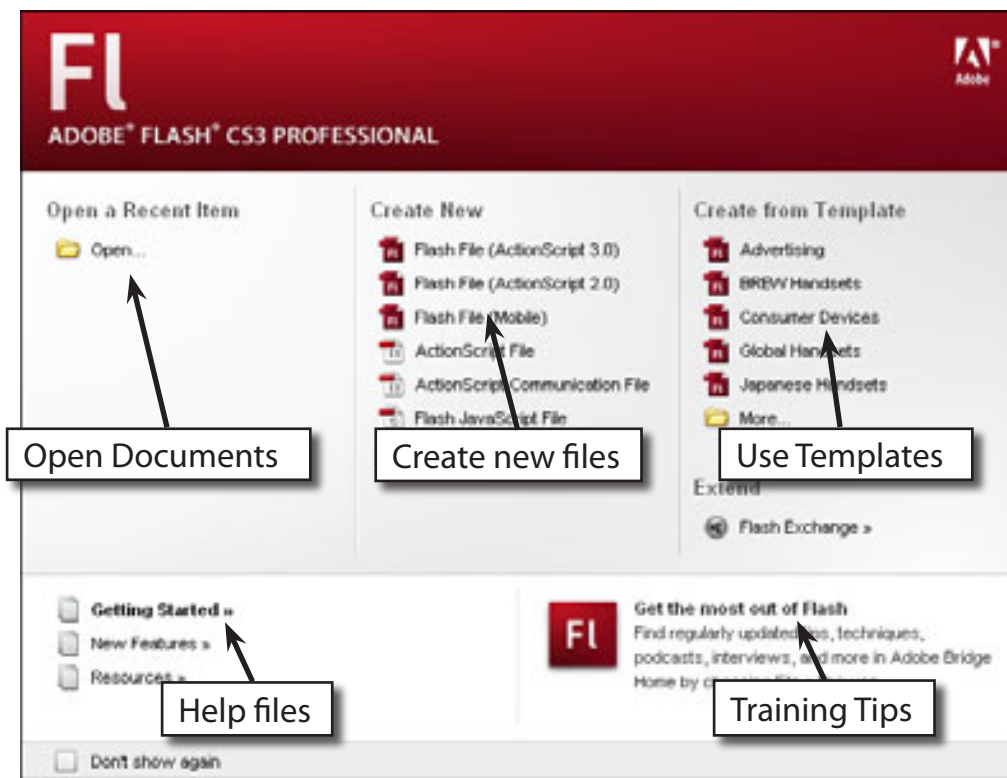 Fl
Adobe
ADOBE® FLASH® CS3 PROFESSIONAL
Open a Recent Item
Open...
Open Documents
Create New
Flash File (ActionScript 3.0)
Flash File (ActionScript 2.0)
Flash File (Mobile)
ActionScript File
ActionScript Communication File
Flash JavaScript File
Create new files
Create from Template
Advertising
BREW Handsets
Consumer Devices
Global Handsets
Japanese Handsets
More...
Use Templates
Extend
Flash Exchange »
Getting Started »
New Features »
Resources »
Help files
Fl
Get the most out of Flash
Find regularly updated tips, techniques,
podcasts, interviews, and more in Adobe Bridge
Home by
Training Tips
Don't show again